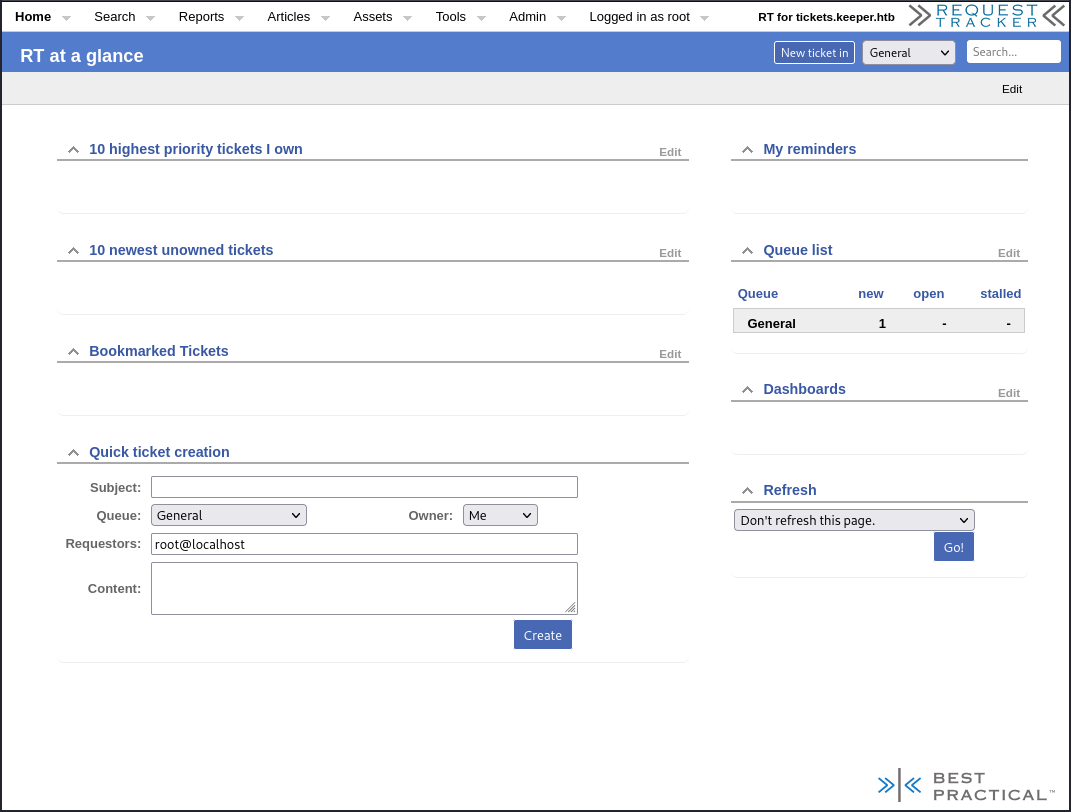 Home Search Reports Articles Assets Tools Admin Logged in as root RT for tickets.keeper.htb REQUEST TRACKER
RT at a glance New ticket in General Search...
Edit
10 highest priority tickets I own Edit
My reminders
10 newest unowned tickets Edit
Queue list Edit
Queue new open stalled
General 1 - -
Bookmarked Tickets Edit
Dashboards Edit
Quick ticket creation
Subject:
Queue: General Owner: Me
Requestors: root@localhost
Content:
Create
Refresh
Don't refresh this page.
Go!
BEST
PRACTICAL™